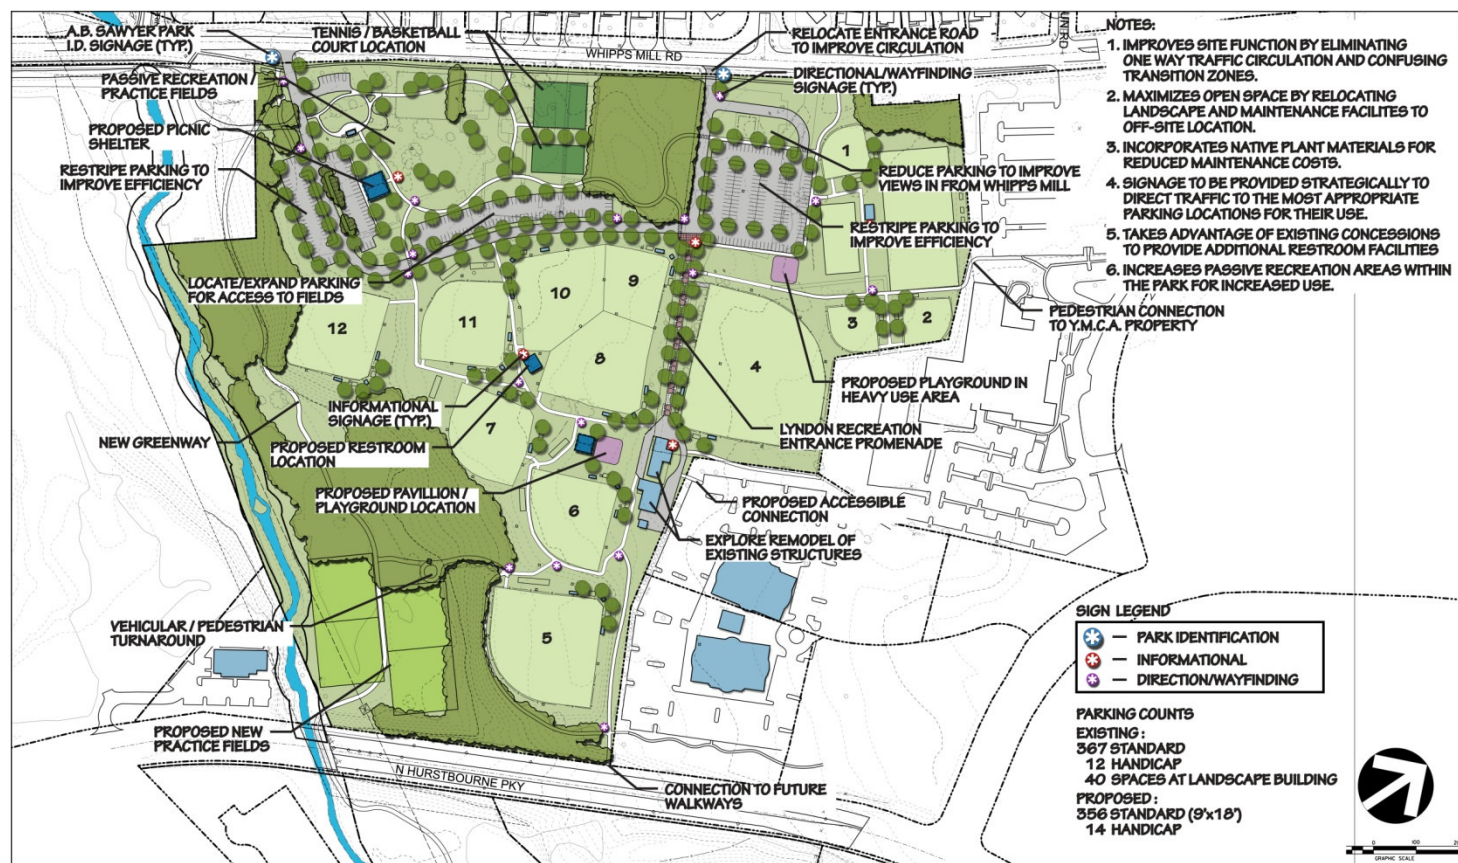 A.B. SAWYER PARK
I.D. SIGNAGE (TYP.)
TENNIS / BASKETBALL
COURT LOCATION
WHIPPS MILL RD
RELOCATE ENTRANCE ROAD
TO IMPROVE CIRCULATION
PASSIVE RECREATION /
PRACTICE FIELDS
DIRECTIONAL/WAYFINDING
SIGNAGE (TYP.)
PROPOSED PICNIC
SHELTER
RESTRIPE PARKING TO
IMPROVE EFFICIENCY
1
REDUCE PARKING TO IMPROVE
VIEWS IN FROM WHIPPS MILL
RESTRIPE PARKING TO
IMPROVE EFFICIENCY
LOCATE/EXPAND PARKING
FOR ACCESS TO FIELDS
9
10
12
11
3
2
8
4
PEDESTRIAN CONNECTION
TO Y.M.C.A. PROPERTY
PROPOSED PLAYGROUND IN
HEAVY USE AREA
INFORMATIONAL
SIGNAGE (TYP.)
7
LYNDON RECREATION
ENTRANCE PROMENADE
NEW GREENWAY
PROPOSED RESTROOM
LOCATION
PROPOSED PAVILLION /
PLAYGROUND LOCATION
6
PROPOSED ACCESSIBLE
CONNECTION
EXPLORE REMODEL OF
EXISTING STRUCTURES
VEHICULAR / PEDESTRIAN
TURNAROUND
5
PROPOSED NEW
PRACTICE FIELDS
N HURSTBOURNE PKY
CONNECTION TO FUTURE
WALKWAYS
NOTES:
1. IMPROVES SITE FUNCTION BY ELIMINATING
ONE WAY TRAFFIC CIRCULATION AND CONFUSING
TRANSITION ZONES.
2. MAXIMIZES OPEN SPACE BY RELOCATING
LANDSCAPE AND MAINTENANCE FACILITES TO
OFF-SITE LOCATION.
3. INCORPORATES NATIVE PLANT MATERIALS FOR
REDUCED MAINTENANCE COSTS.
4. SIGNAGE TO BE PROVIDED STRATEGICALLY TO
DIRECT TRAFFIC TO THE MOST APPROPRIATE
PARKING LOCATIONS FOR THEIR USE.
5. TAKES ADVANTAGE OF EXISTING CONCESSIONS
TO PROVIDE ADDITIONAL RESTROOM FACILITIES
6. INCREASES PASSIVE RECREATION AREAS WITHIN
THE PARK FOR INCREASED USE.
SIGN LEGEND
— PARK IDENTIFICATION
— INFORMATIONAL
— DIRECTION/WAYFINDING
PARKING COUNTS
EXISTING :
367 STANDARD
12 HANDICAP
40 SPACES AT LANDSCAPE BUILDING
PROPOSED :
356 STANDARD (9'x18')
14 HANDICAP
0 100
GRAPHIC SCALE